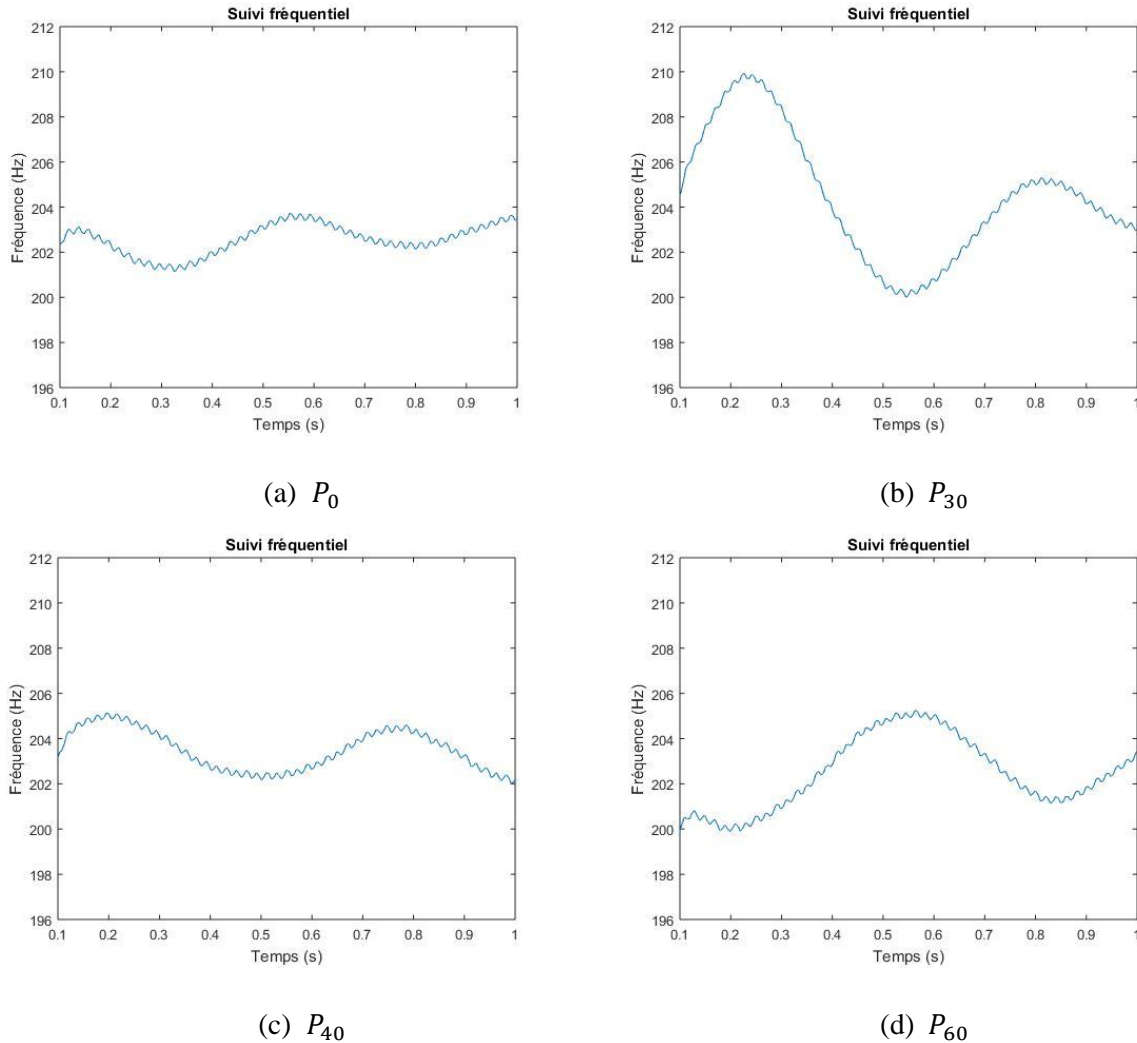 Suivi fréquentiel
212
210
208
206
204
202
200
198
196
Fréquence (Hz)
0.1 0.2 0.3 0.4 0.5 0.6 0.7 0.8 0.9 1
Temps (s)
(a) P₀
Suivi fréquentiel
212
210
208
206
204
202
200
198
196
Fréquence (Hz)
0.1 0.2 0.3 0.4 0.5 0.6 0.7 0.8 0.9 1
Temps (s)
(b) P₃₀
Suivi fréquentiel
212
210
208
206
204
202
200
198
196
Fréquence (Hz)
0.1 0.2 0.3 0.4 0.5 0.6 0.7 0.8 0.9 1
Temps (s)
(c) P₄₀
Suivi fréquentiel
212
210
208
206
204
202
200
198
196
Fréquence (Hz)
0.1 0.2 0.3 0.4 0.5 0.6 0.7 0.8 0.9 1
Temps (s)
(d) P₆₀